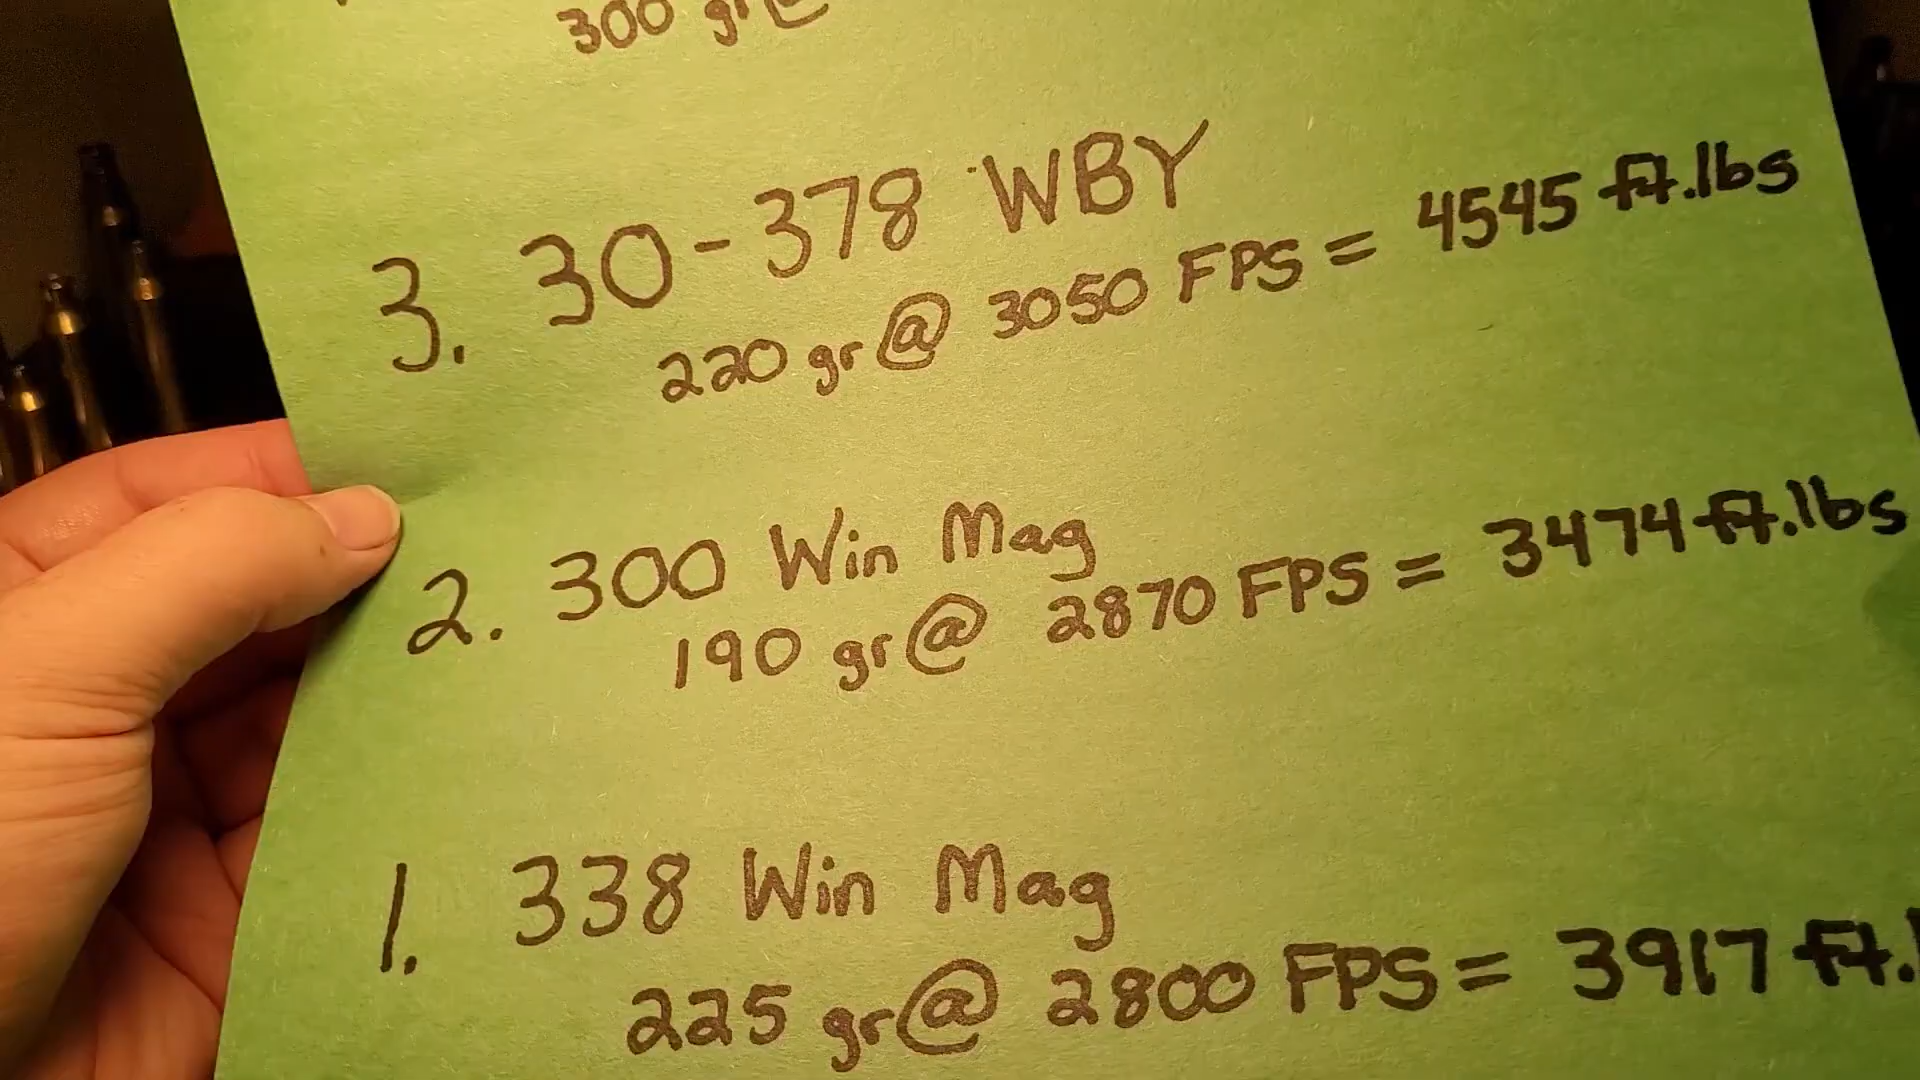 300 gr@
3. 30-378 WBY
220 gr@ 3050 FPS = 4545 ft.lbs
2. 300 Win Mag
190 gr@ 2870 FPS = 3474 ft.lbs
1. 338 Win Mag
225 gr@ 2800 FPS = 3917 ft.